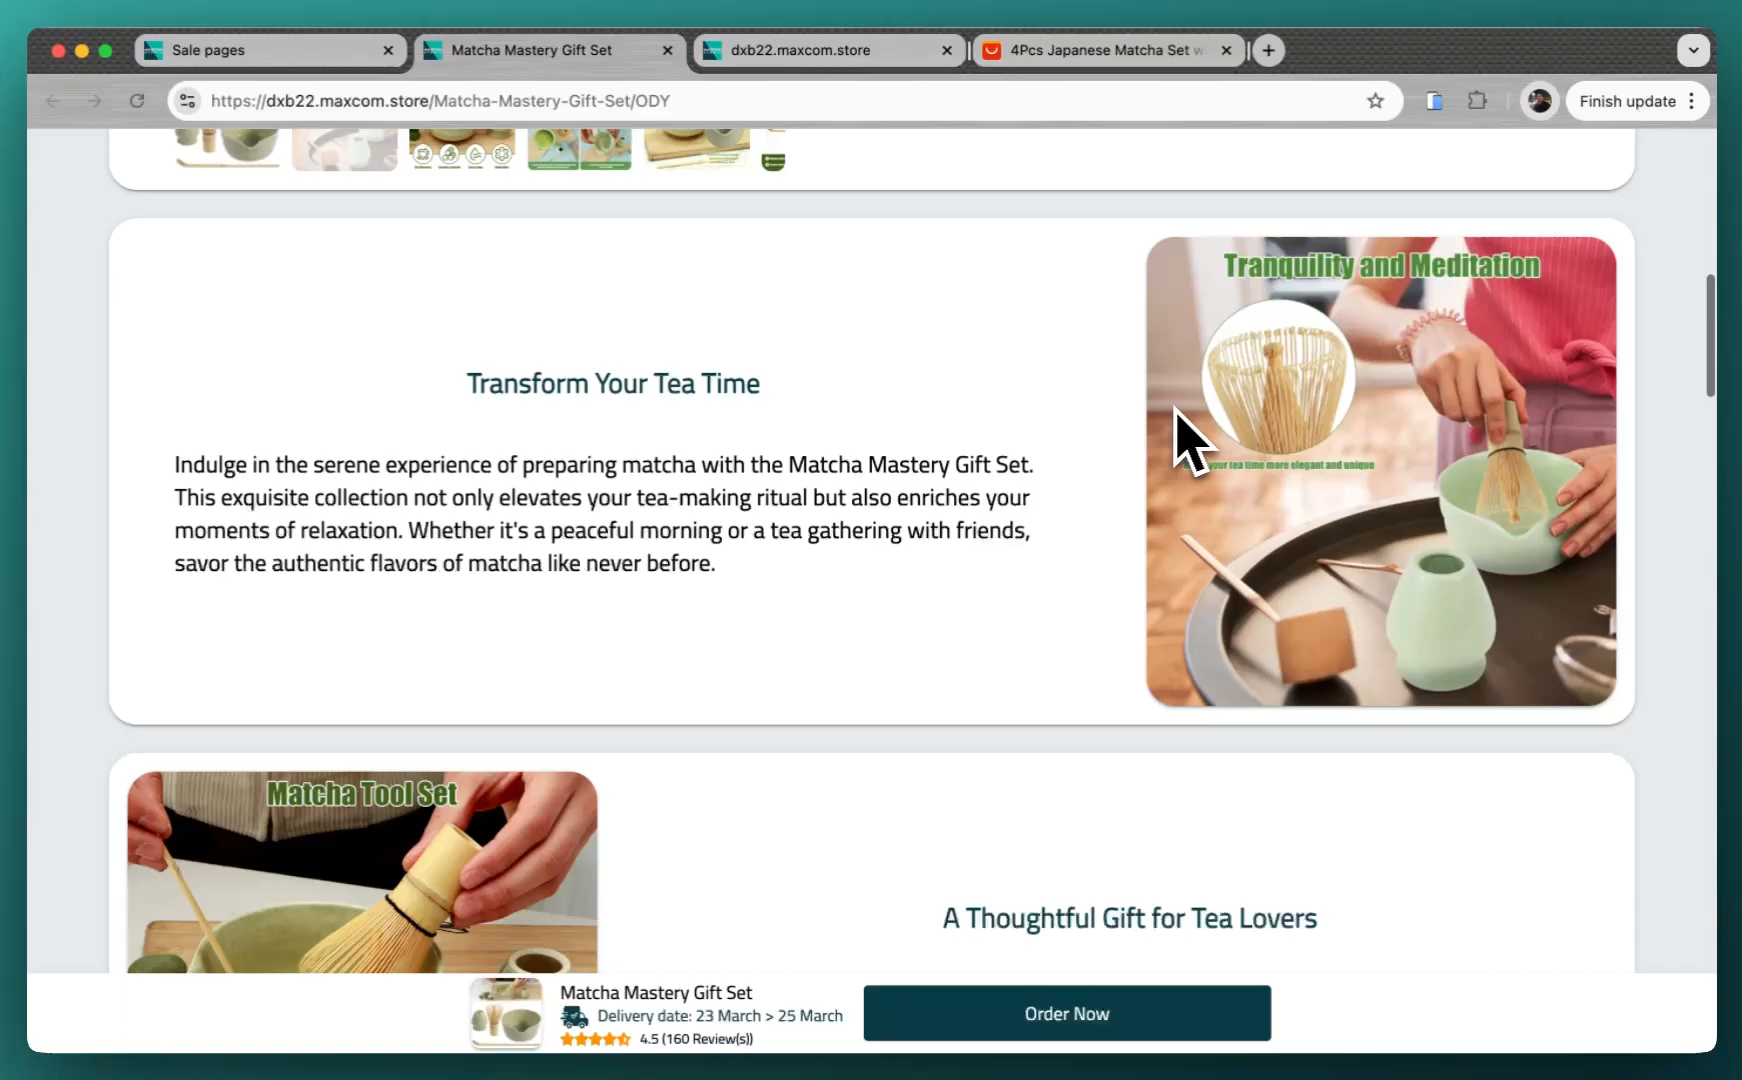 Sale pages
Matcha Mastery Gift Set
dxb22.maxcom.store
4Pcs Japanese Matcha Set
https://dxb22.maxcom.store/Matcha-Mastery-Gift-Set/ODY
Finish update
Transform Your Tea Time
Indulge in the serene experience of preparing matcha with the Matcha Mastery Gift Set.
This exquisite collection not only elevates your tea-making ritual but also enriches your
moments of relaxation. Whether it's a peaceful morning or a tea gathering with friends,
savor the authentic flavors of matcha like never before.
Tranquility and Meditation
your tea time more elegant and unique
Matcha Tool Set
A Thoughtful Gift for Tea Lovers
Matcha Mastery Gift Set
Delivery date: 23 March > 25 March
4.5 (160 Review(s))
Order Now